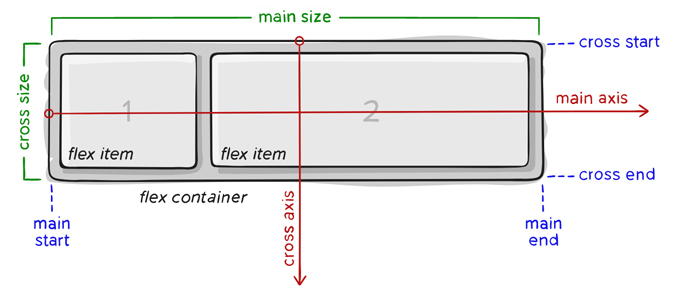 main size
cross start
cross size
1
2
main axis
flex item
flex item
cross end
flex container
cross axis
main
start
main
end